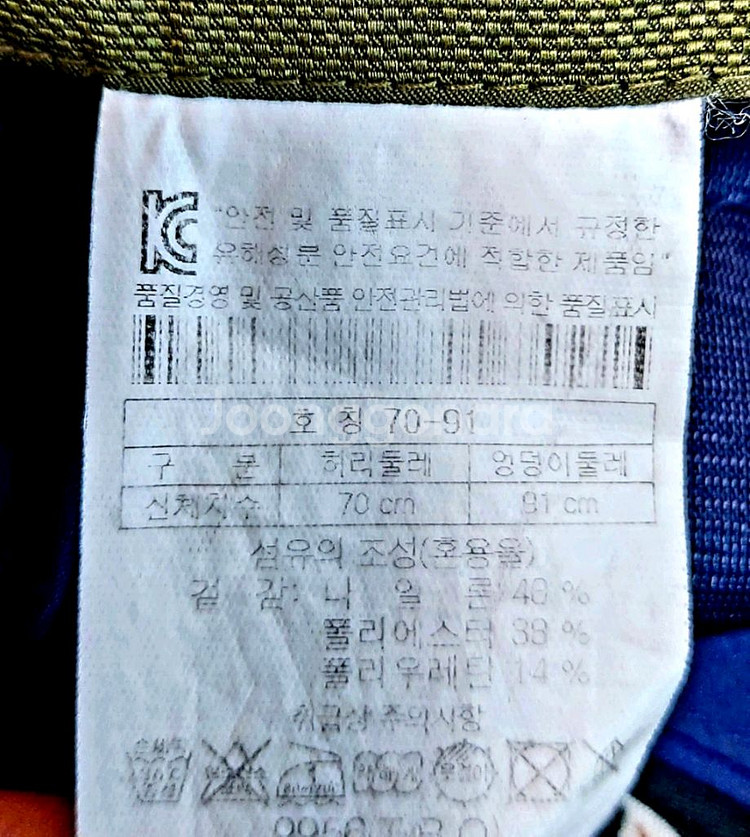 KC "안전 및 품질표시 기준에서 규정한
유해성분 안전요건에 적합한 제품임"
품질경영 및 공산품 안전관리법에 의한 품질표시
Joonggonara
호 칭 70-91
구 분 허리둘레 엉덩이둘레
신체치수 70 cm 91 cm
섬유의 조성(혼용율)
겉 감: 나 일 론: 48 %
폴리에스터 38 %
폴리우레탄 14 %
취급상 주의사항